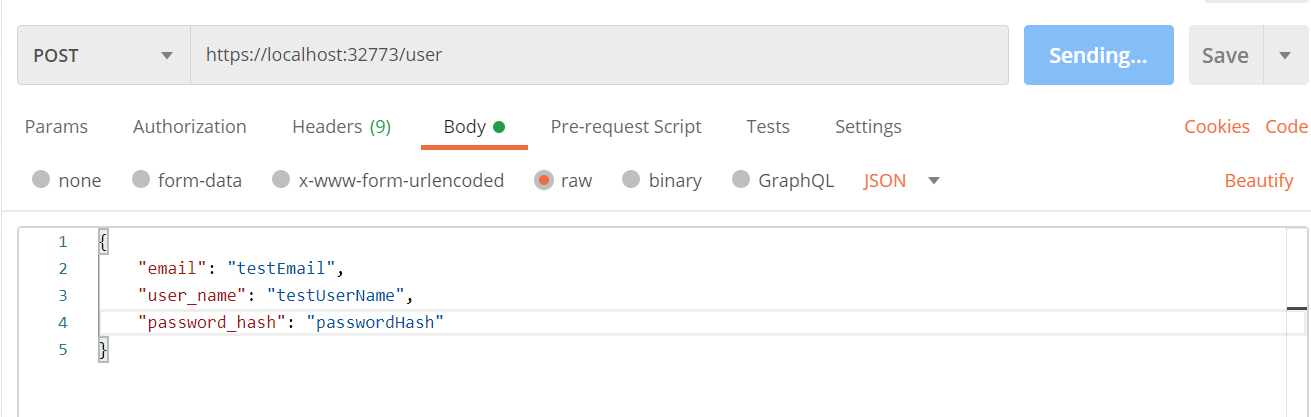 POST https://localhost:32773/user Sending... Save
Params Authorization Headers (9) Body Pre-request Script Tests Settings Cookies Code
none form-data x-www-form-urlencoded raw binary GraphQL JSON Beautify
1 {
2 "email": "testEmail",
3 "user_name": "testUserName",
4 "password_hash": "passwordHash"
5 }